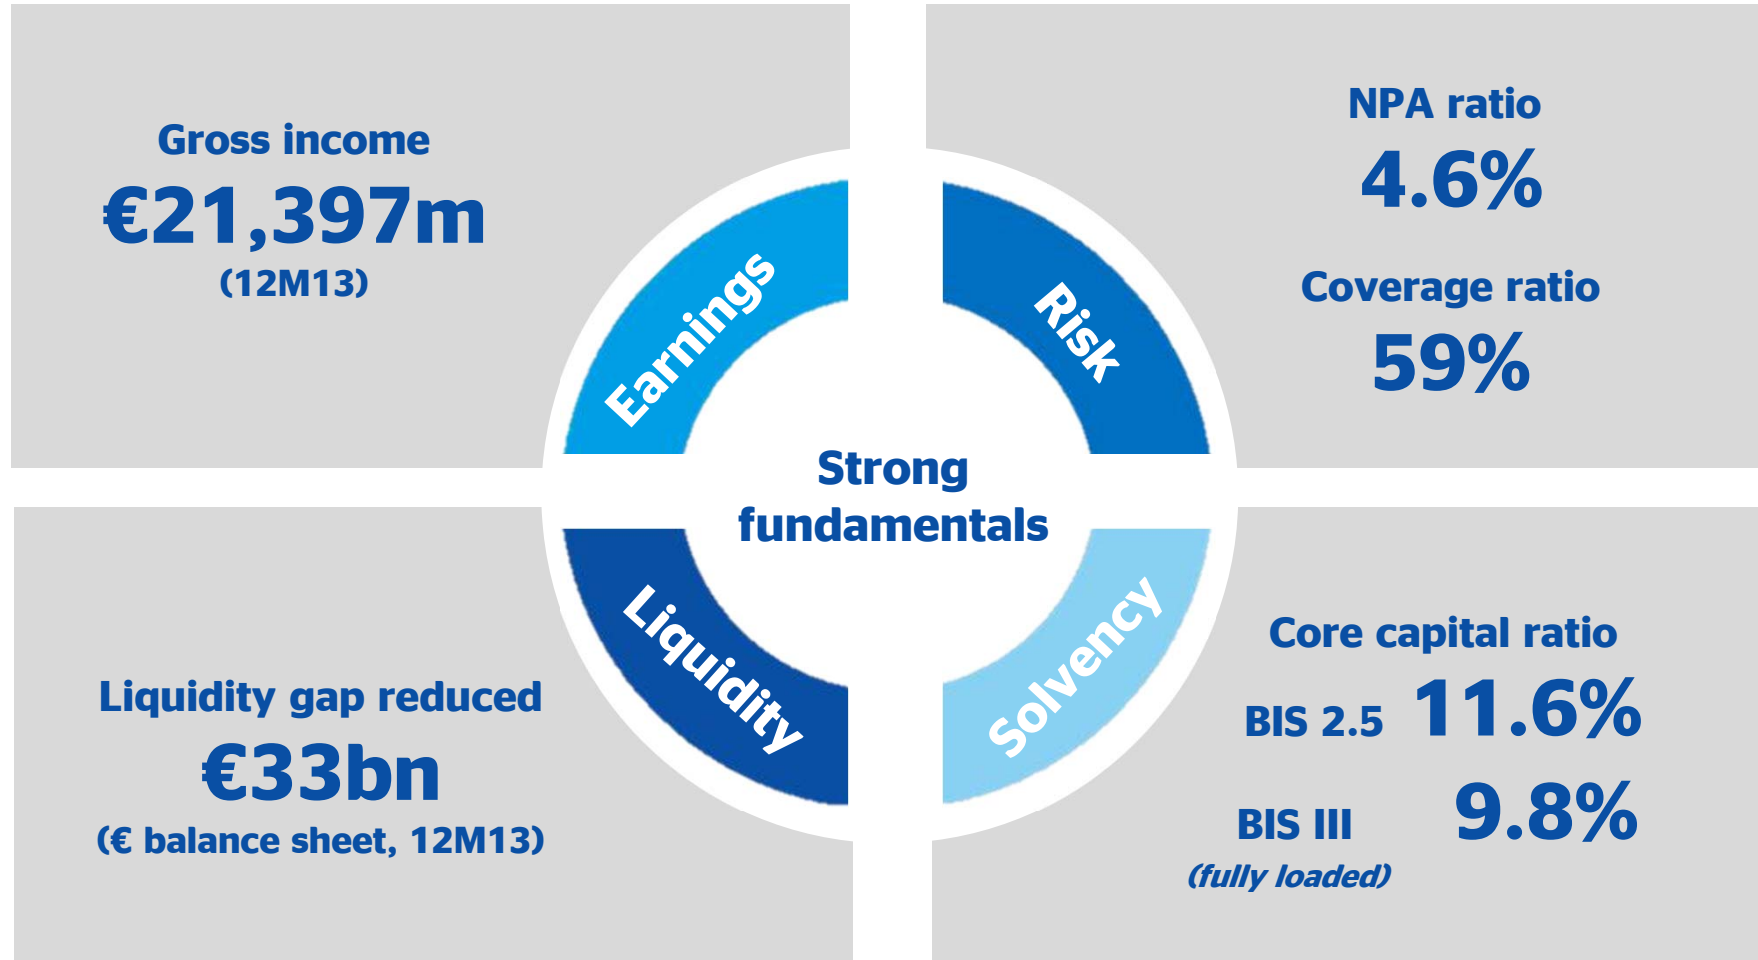 Gross income
€21,397m
(12M13)
Earnings
NPA ratio
4.6%
Coverage ratio
59%
Risk
Strong
fundamentals
Liquidity gap reduced
€33bn
(€ balance sheet, 12M13)
Liquidity
Solvency
Core capital ratio
BIS 2.5 11.6%
BIS III 9.8%
(fully loaded)